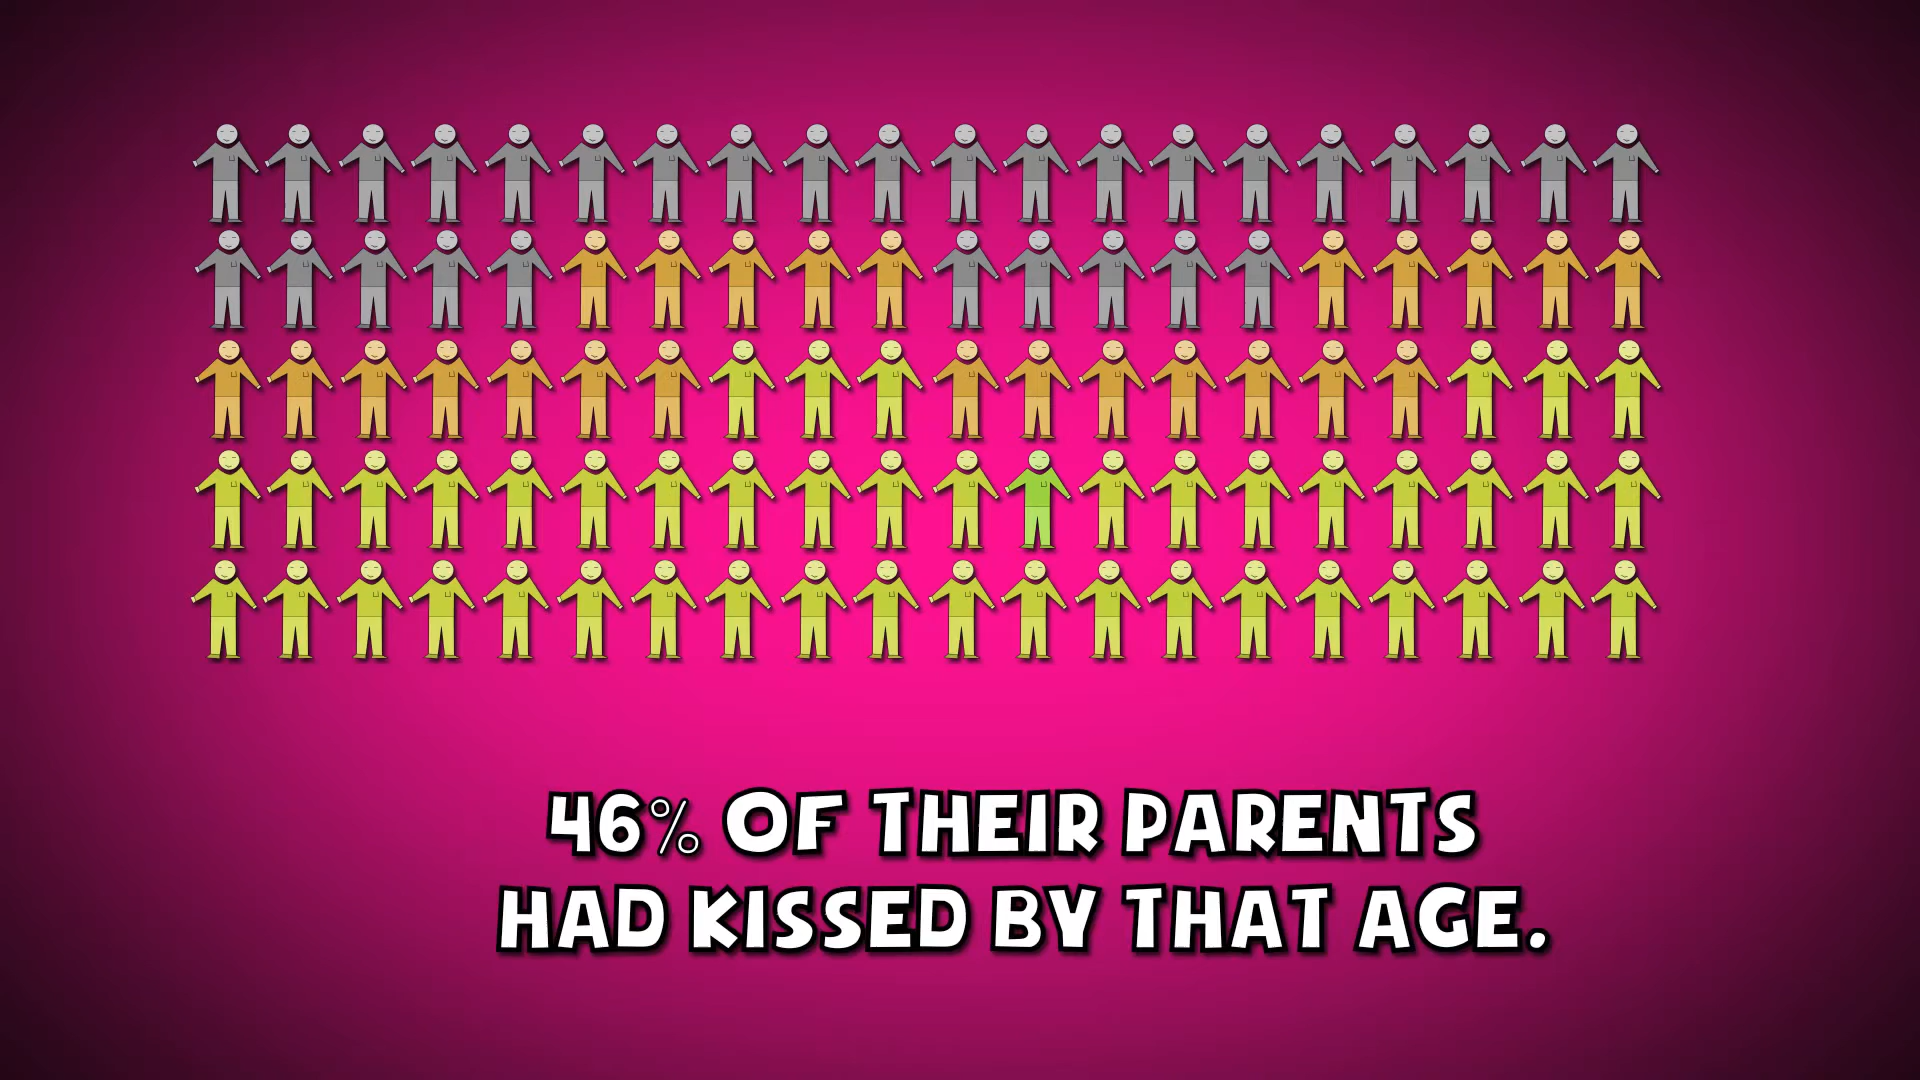 46% OF THEIR PARENTS
HAD KISSED BY THAT AGE.